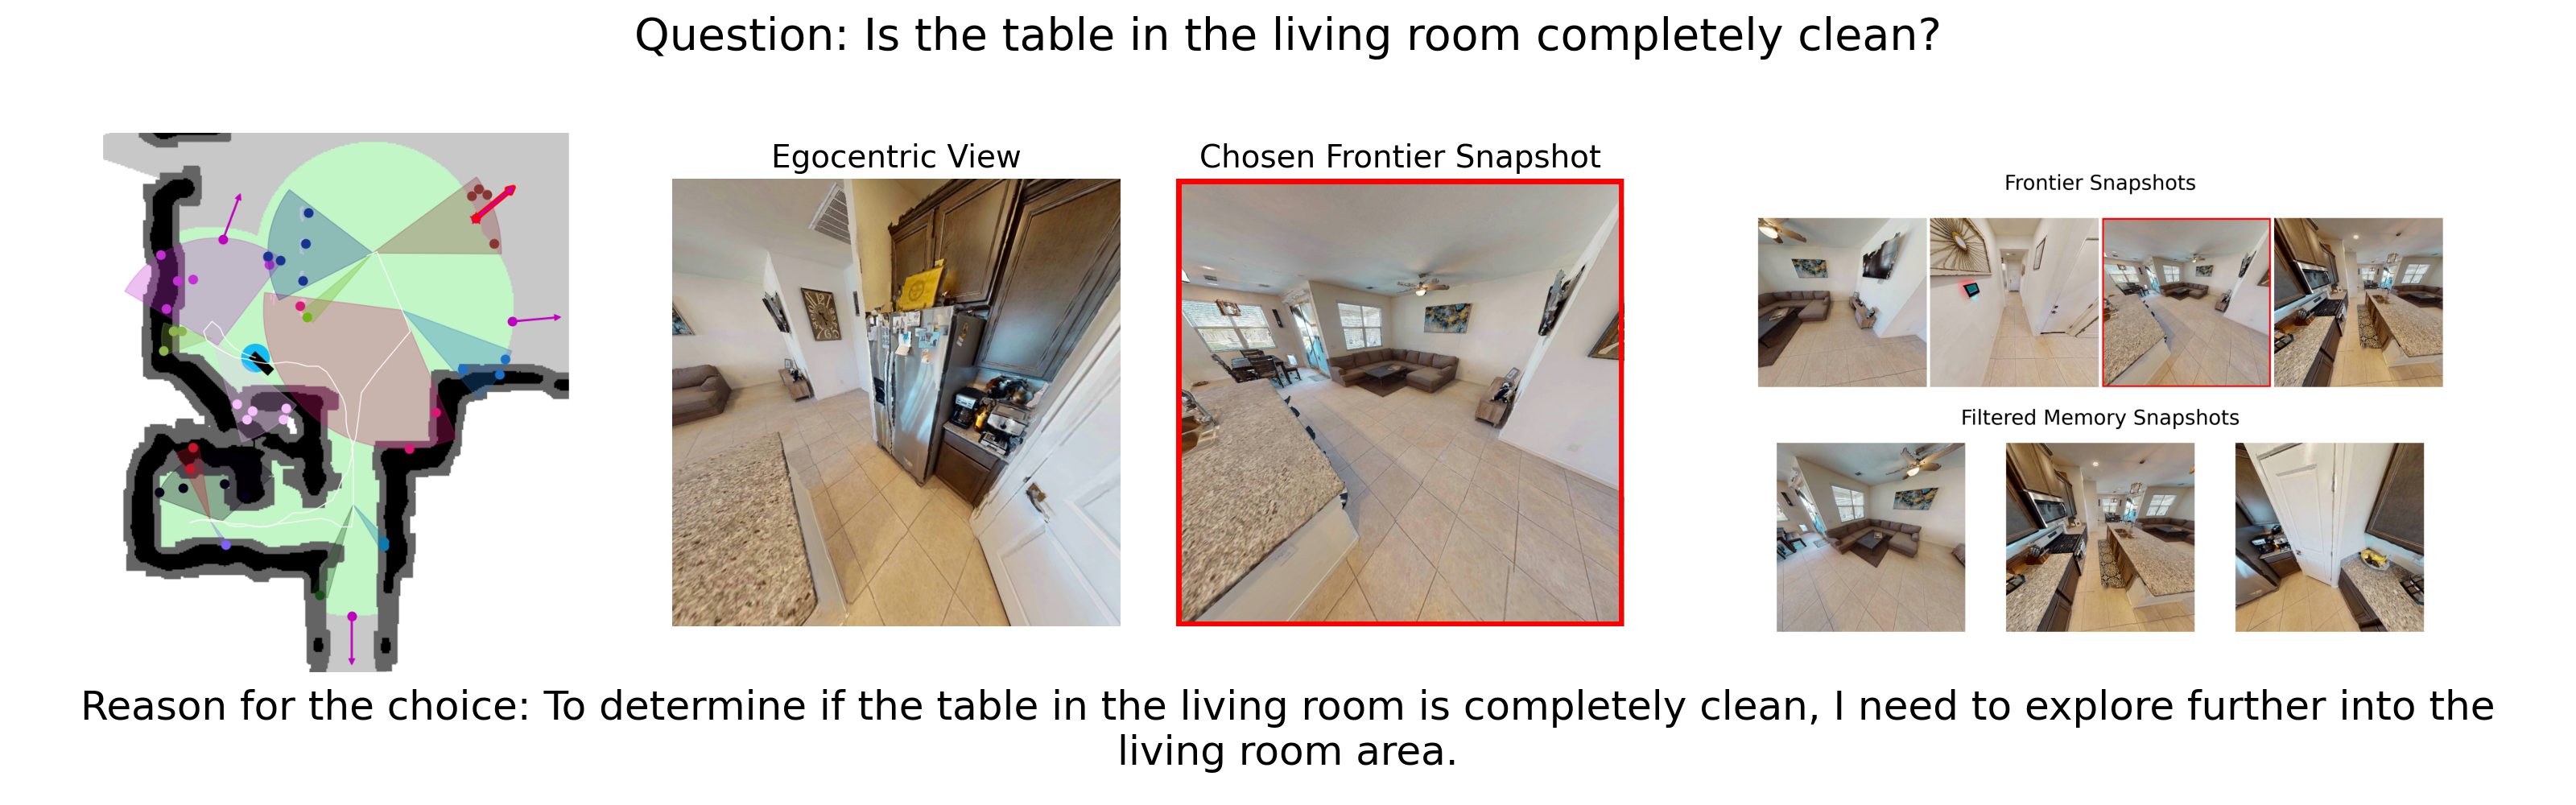 Question: Is the table in the living room completely clean?
Egocentric View
Chosen Frontier Snapshot
Frontier Snapshots
Filtered Memory Snapshots
Reason for the choice: To determine if the table in the living room is completely clean, I need to explore further into the
living room area.